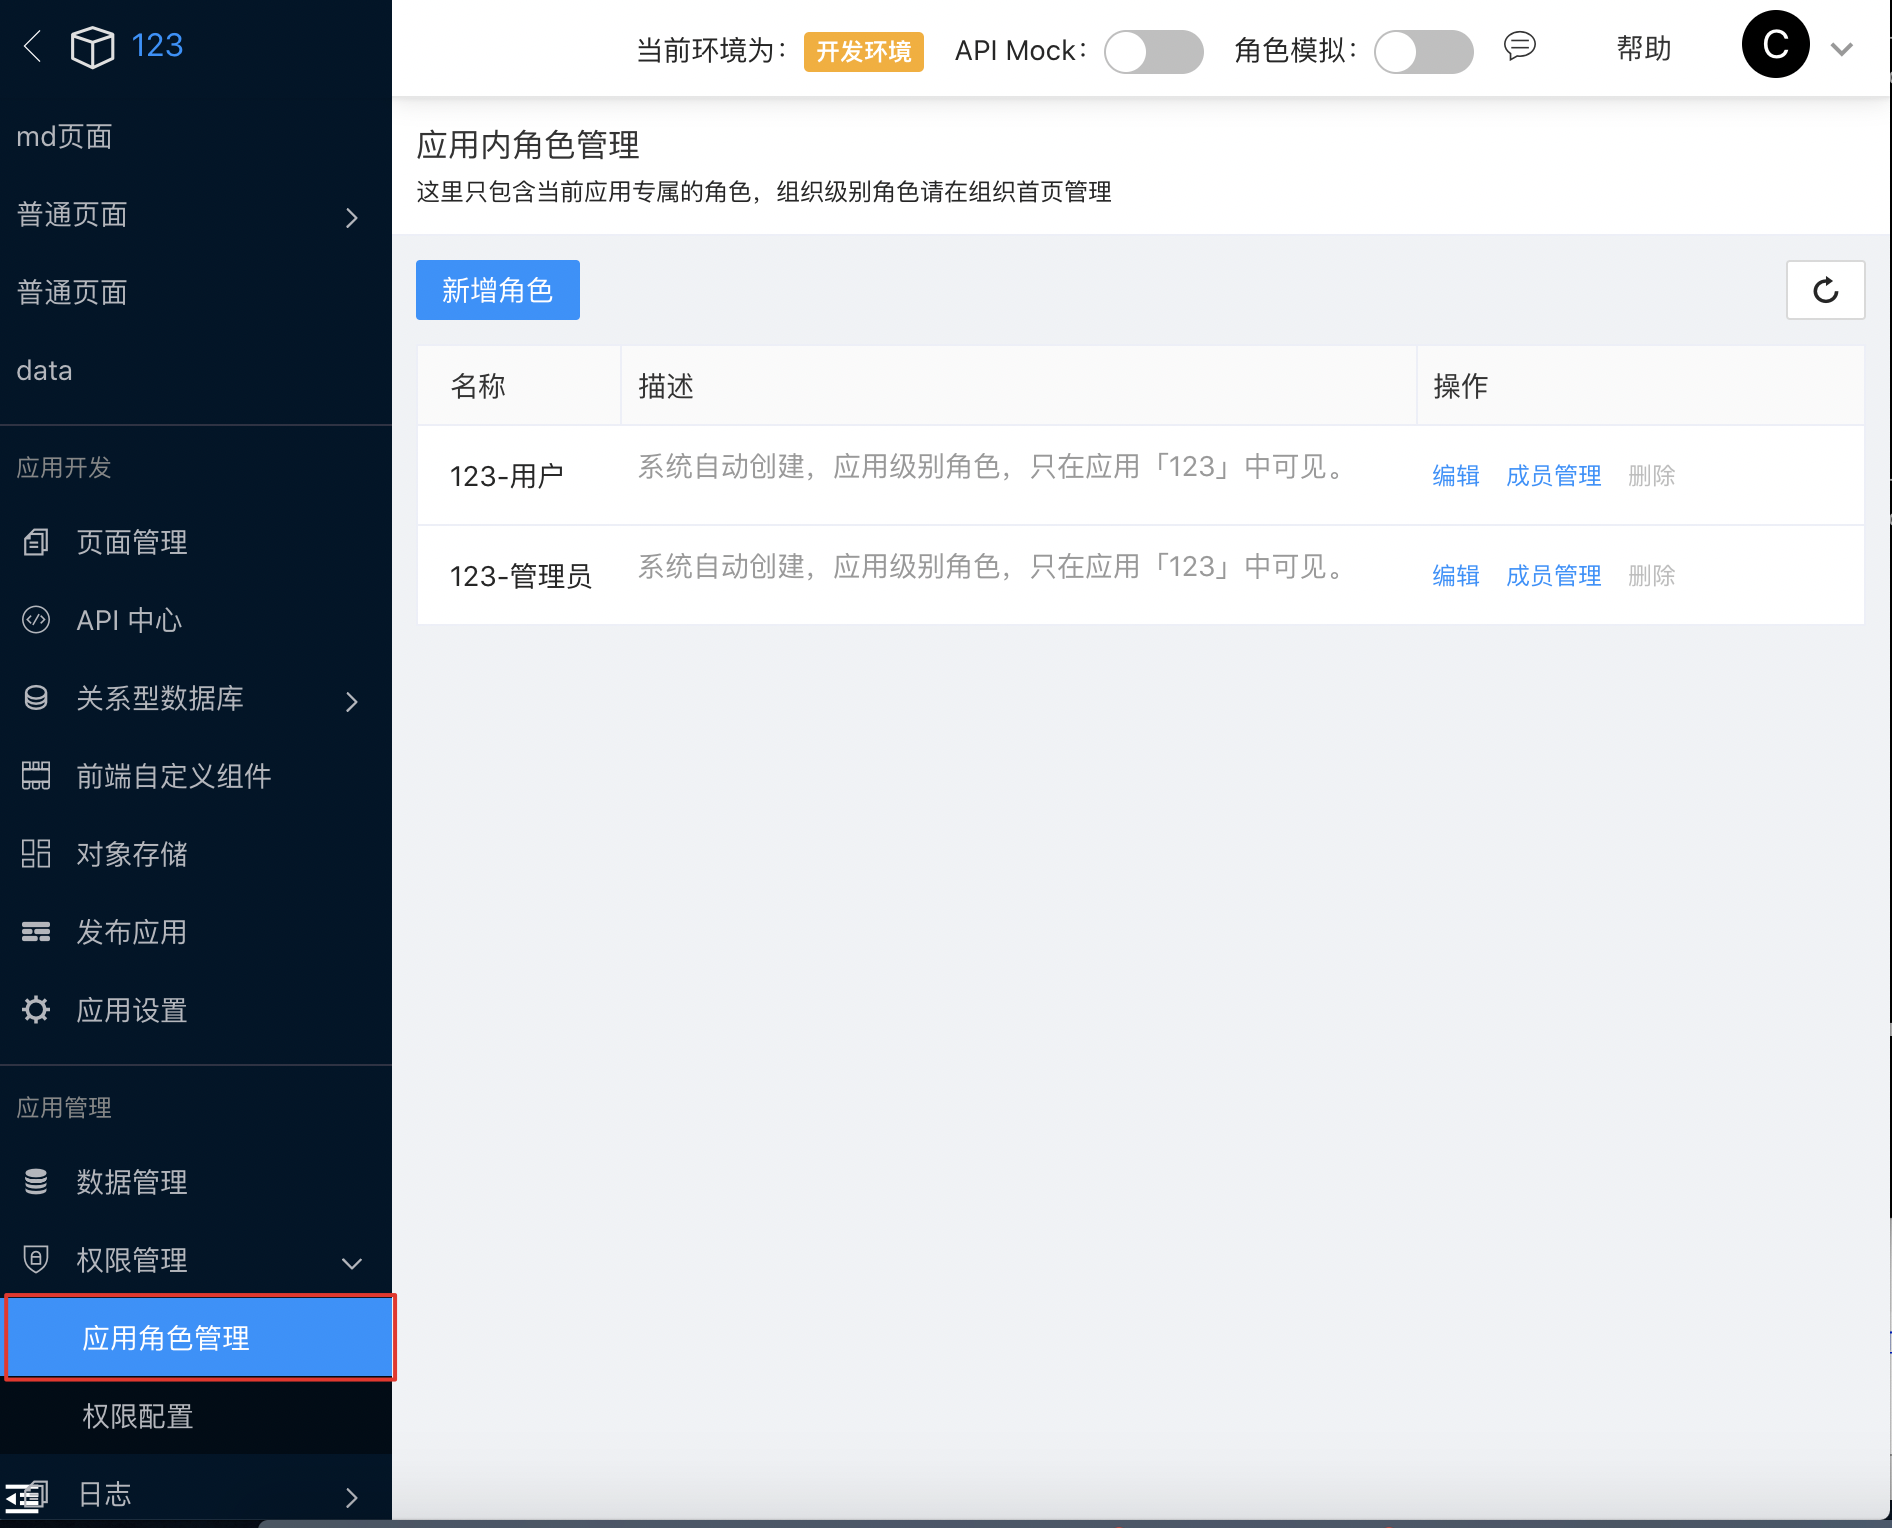 123
md页面
普通页面
普通页面
data
应用开发
页面管理
API 中心
关系型数据库
前端自定义组件
对象存储
发布应用
应用设置
应用管理
数据管理
权限管理
应用角色管理
权限配置
日志
当前环境为： 开发环境 API Mock： 角色模拟： 帮助 C
应用内角色管理
这里只包含当前应用专属的角色，组织级别角色请在组织首页管理
新增角色
名称 描述 操作
123-用户 系统自动创建，应用级别角色，只在应用「123」中可见。 编辑 成员管理 删除
123-管理员 系统自动创建，应用级别角色，只在应用「123」中可见。 编辑 成员管理 删除